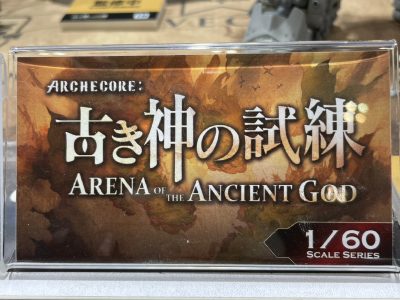 ARCHECORE:
古き神の試練
ARENA OF THE ANCIENT GOD
1/60
SCALE SERIES